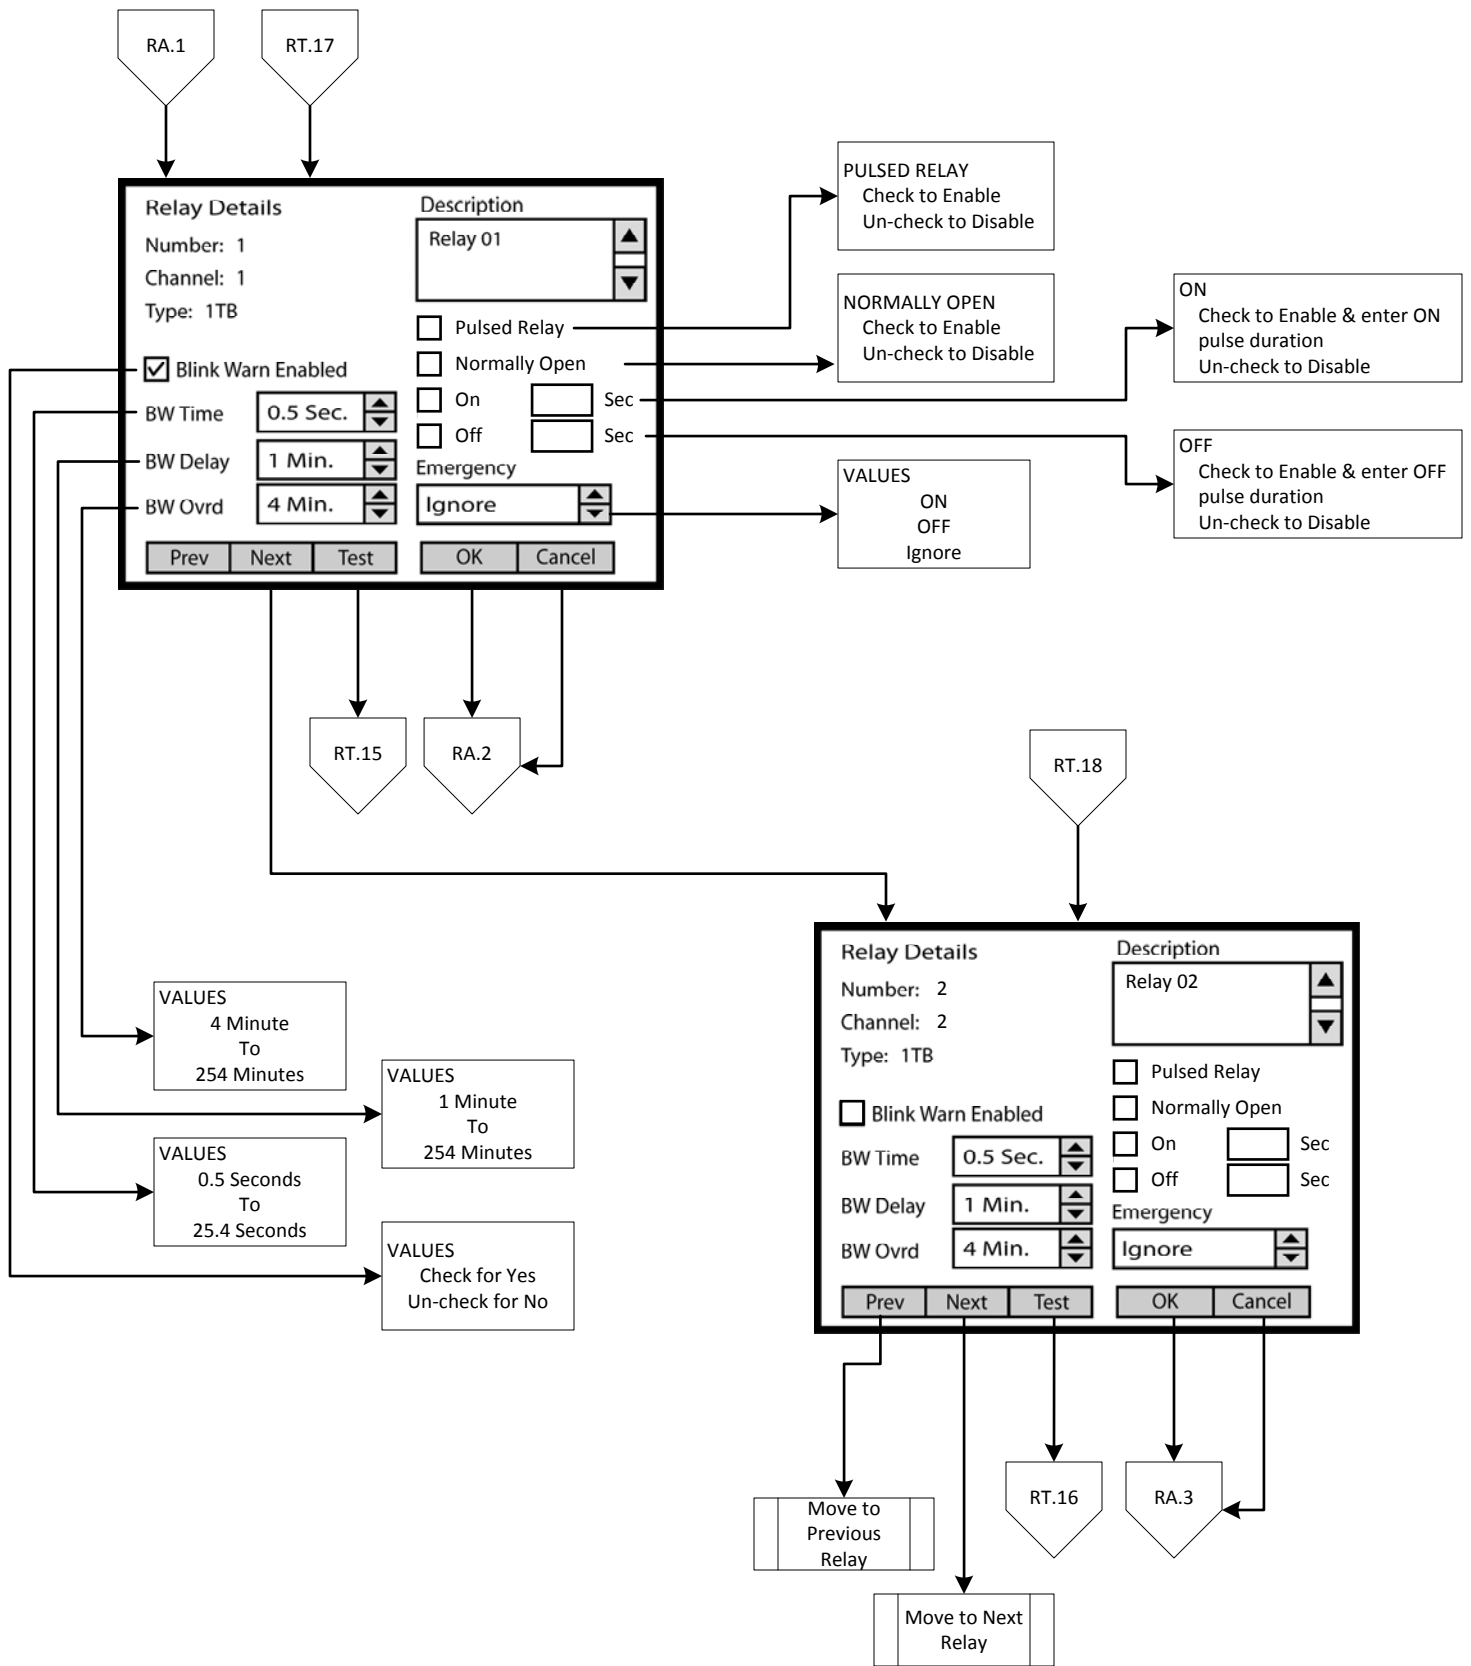 RA.1
RT.17
Relay Details
Number: 1
Channel: 1
Type: 1TB
Blink Warn Enabled
BW Time 0.5 Sec.
BW Delay 1 Min.
BW Ovrd 4 Min.
Prev Next Test
Description
Relay 01
Pulsed Relay
Normally Open
On Sec
Off Sec
Emergency
Ignore
OK Cancel
PULSED RELAY
Check to Enable
Un-check to Disable
NORMALLY OPEN
Check to Enable
Un-check to Disable
ON
Check to Enable & enter ON
pulse duration
Un-check to Disable
OFF
Check to Enable & enter OFF
pulse duration
Un-check to Disable
VALUES
ON
OFF
Ignore
RT.15
RA.2
RT.18
VALUES
4 Minute
To
254 Minutes
VALUES
1 Minute
To
254 Minutes
VALUES
0.5 Seconds
To
25.4 Seconds
VALUES
Check for Yes
Un-check for No
Relay Details
Number: 2
Channel: 2
Type: 1TB
Blink Warn Enabled
BW Time 0.5 Sec.
BW Delay 1 Min.
BW Ovrd 4 Min.
Prev Next Test
Description
Relay 02
Pulsed Relay
Normally Open
On Sec
Off Sec
Emergency
Ignore
OK Cancel
RT.16
RA.3
Move to
Previous
Relay
Move to Next
Relay